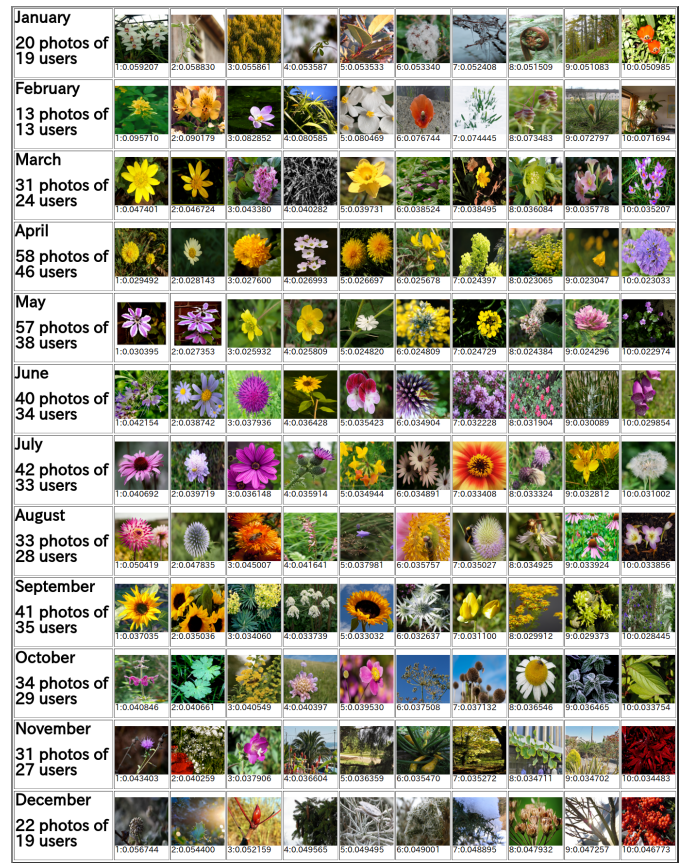 January
20 photos of
19 users
1:0.059207 2:0.058830 3:0.055861 4:0.053587 5:0.053533 6:0.053340 7:0.052408 8:0.051509 9:0.051083 10:0.050985
February
13 photos of
13 users
1:0.095710 2:0.090179 3:0.082852 4:0.080585 5:0.080469 6:0.076744 7:0.074445 8:0.073483 9:0.072797 10:0.071694
March
31 photos of
24 users
1:0.047401 2:0.046724 3:0.043380 4:0.040282 5:0.039731 6:0.038524 7:0.038495 8:0.036084 9:0.035778 10:0.035207
April
58 photos of
46 users
1:0.029492 2:0.028143 3:0.027600 4:0.026993 5:0.026697 6:0.025678 7:0.024397 8:0.023065 9:0.023047 10:0.023033
May
57 photos of
38 users
1:0.030395 2:0.027353 3:0.025932 4:0.025809 5:0.024820 6:0.024809 7:0.024729 8:0.024384 9:0.024296 10:0.022974
June
40 photos of
34 users
1:0.042154 2:0.038742 3:0.037936 4:0.036428 5:0.035423 6:0.034904 7:0.032228 8:0.031904 9:0.030089 10:0.029854
July
42 photos of
33 users
1:0.040692 2:0.039719 3:0.036148 4:0.035914 5:0.034944 6:0.034891 7:0.033408 8:0.033324 9:0.032812 10:0.031002
August
33 photos of
28 users
1:0.050419 2:0.047835 3:0.045007 4:0.041641 5:0.037981 6:0.035757 7:0.035027 8:0.034925 9:0.033924 10:0.033856
September
41 photos of
35 users
1:0.037035 2:0.035036 3:0.034060 4:0.033739 5:0.033032 6:0.032637 7:0.031100 8:0.029912 9:0.029373 10:0.028445
October
34 photos of
29 users
1:0.040846 2:0.040661 3:0.040549 4:0.040397 5:0.039530 6:0.037508 7:0.037132 8:0.036546 9:0.036465 10:0.033754
November
31 photos of
27 users
1:0.043403 2:0.040259 3:0.037906 4:0.036604 5:0.036359 6:0.035470 7:0.035272 8:0.034711 9:0.034702 10:0.034483
December
22 photos of
19 users
1:0.056744 2:0.054400 3:0.052159 4:0.049565 5:0.049495 6:0.049001 7:0.048895 8:0.047932 9:0.047257 10:0.046773